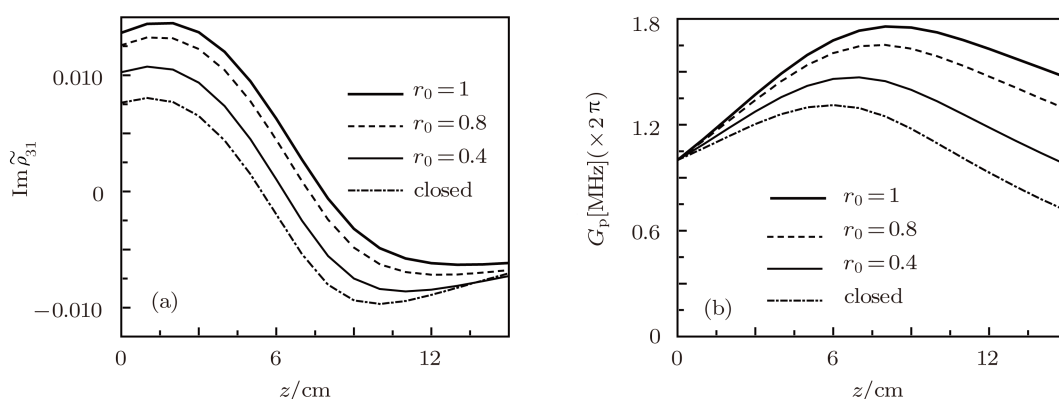 Im ρ̃₃₁
0.010
0
−0.010
r₀=1
r₀=0.8
r₀=0.4
closed
(a)
0 6 12
z/cm
Gₚ[MHz](×2π)
1.8
1.2
0.6
0
r₀=1
r₀=0.8
r₀=0.4
closed
(b)
0 6 12
z/cm